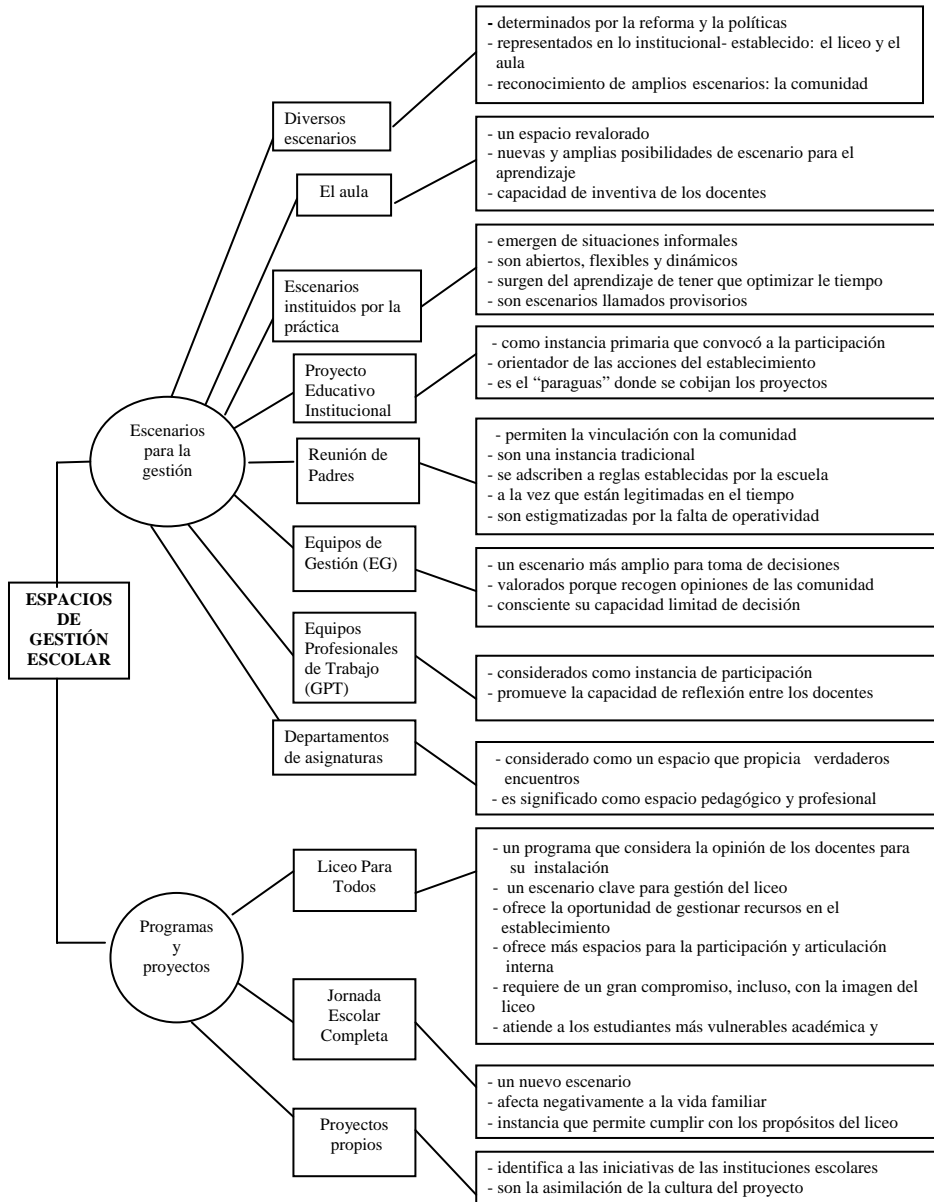 - determinados por la reforma y la políticas
- representados en lo institucional- establecido: el liceo y el
aula
- reconocimiento de amplios escenarios: la comunidad
Diversos
escenarios
- un espacio revalorado
- nuevas y amplias posibilidades de escenario para el
aprendizaje
- capacidad de inventiva de los docentes
El aula
- emergen de situaciones informales
- son abiertos, flexibles y dinámicos
- surgen del aprendizaje de tener que optimizar le tiempo
- son escenarios llamados provisorios
Escenarios
instituidos por la
práctica
- como instancia primaria que convocó a la participación
- orientador de las acciones del establecimiento
- es el “paraguas” donde se cobijan los proyectos
Proyecto
Educativo
Institucional
Escenarios
para la
gestión
- permiten la vinculación con la comunidad
- son una instancia tradicional
- se adscriben a reglas establecidas por la escuela
- a la vez que están legitimadas en el tiempo
- son estigmatizadas por la falta de operatividad
Reunión de
Padres
Equipos de
Gestión (EG)
- un escenario más amplio para toma de decisiones
- valorados porque recogen opiniones de las comunidad
- consciente su capacidad limitad de decisión
ESPACIOS
DE
GESTIÓN
ESCOLAR
Equipos
Profesionales
de Trabajo
(GPT)
- considerados como instancia de participación
- promueve la capacidad de reflexión entre los docentes
Departamentos
de asignaturas
- considerado como un espacio que propicia verdaderos
encuentros
- es significado como espacio pedagógico y profesional
Liceo Para
Todos
- un programa que considera la opinión de los docentes para
su instalación
- un escenario clave para gestión del liceo
- ofrece la oportunidad de gestionar recursos en el
establecimiento
- ofrece más espacios para la participación y articulación
interna
- requiere de un gran compromiso, incluso, con la imagen del
liceo
- atiende a los estudiantes más vulnerables académica y
Programas
y
proyectos
Jornada
Escolar
Completa
- un nuevo escenario
- afecta negativamente a la vida familiar
- instancia que permite cumplir con los propósitos del liceo
Proyectos
propios
- identifica a las iniciativas de las instituciones escolares
- son la asimilación de la cultura del proyecto